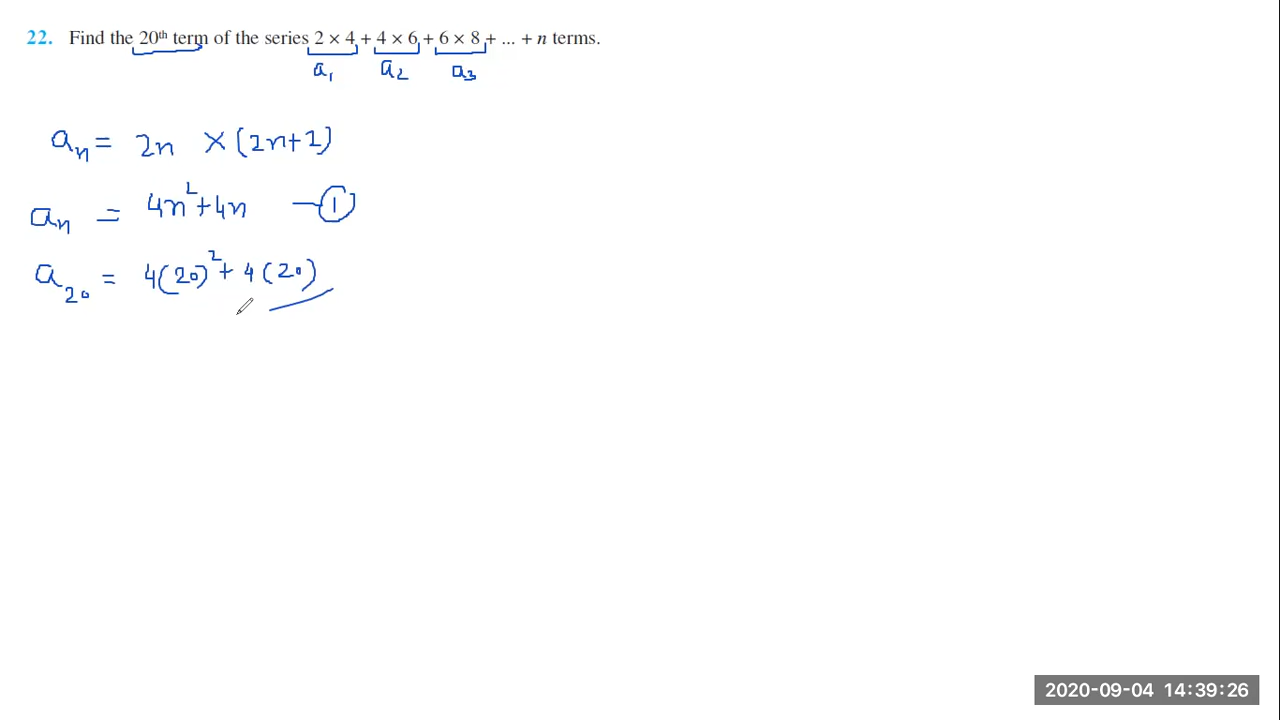 22. Find the 20th term of the series 2 × 4 + 4 × 6 + 6 × 8 + ... + n terms.
a₁ a₂ a₃
aₙ = 2n × (2n+2)
aₙ = 4n² + 4n — ①
a₂₀ = 4(20)² + 4(20)
2020-09-04 14:39:26